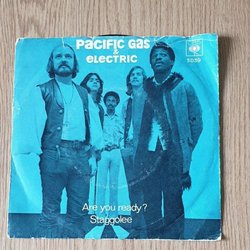 Pacific Gas
&
Electric
CBS
5039
Are you ready?
Staggolee